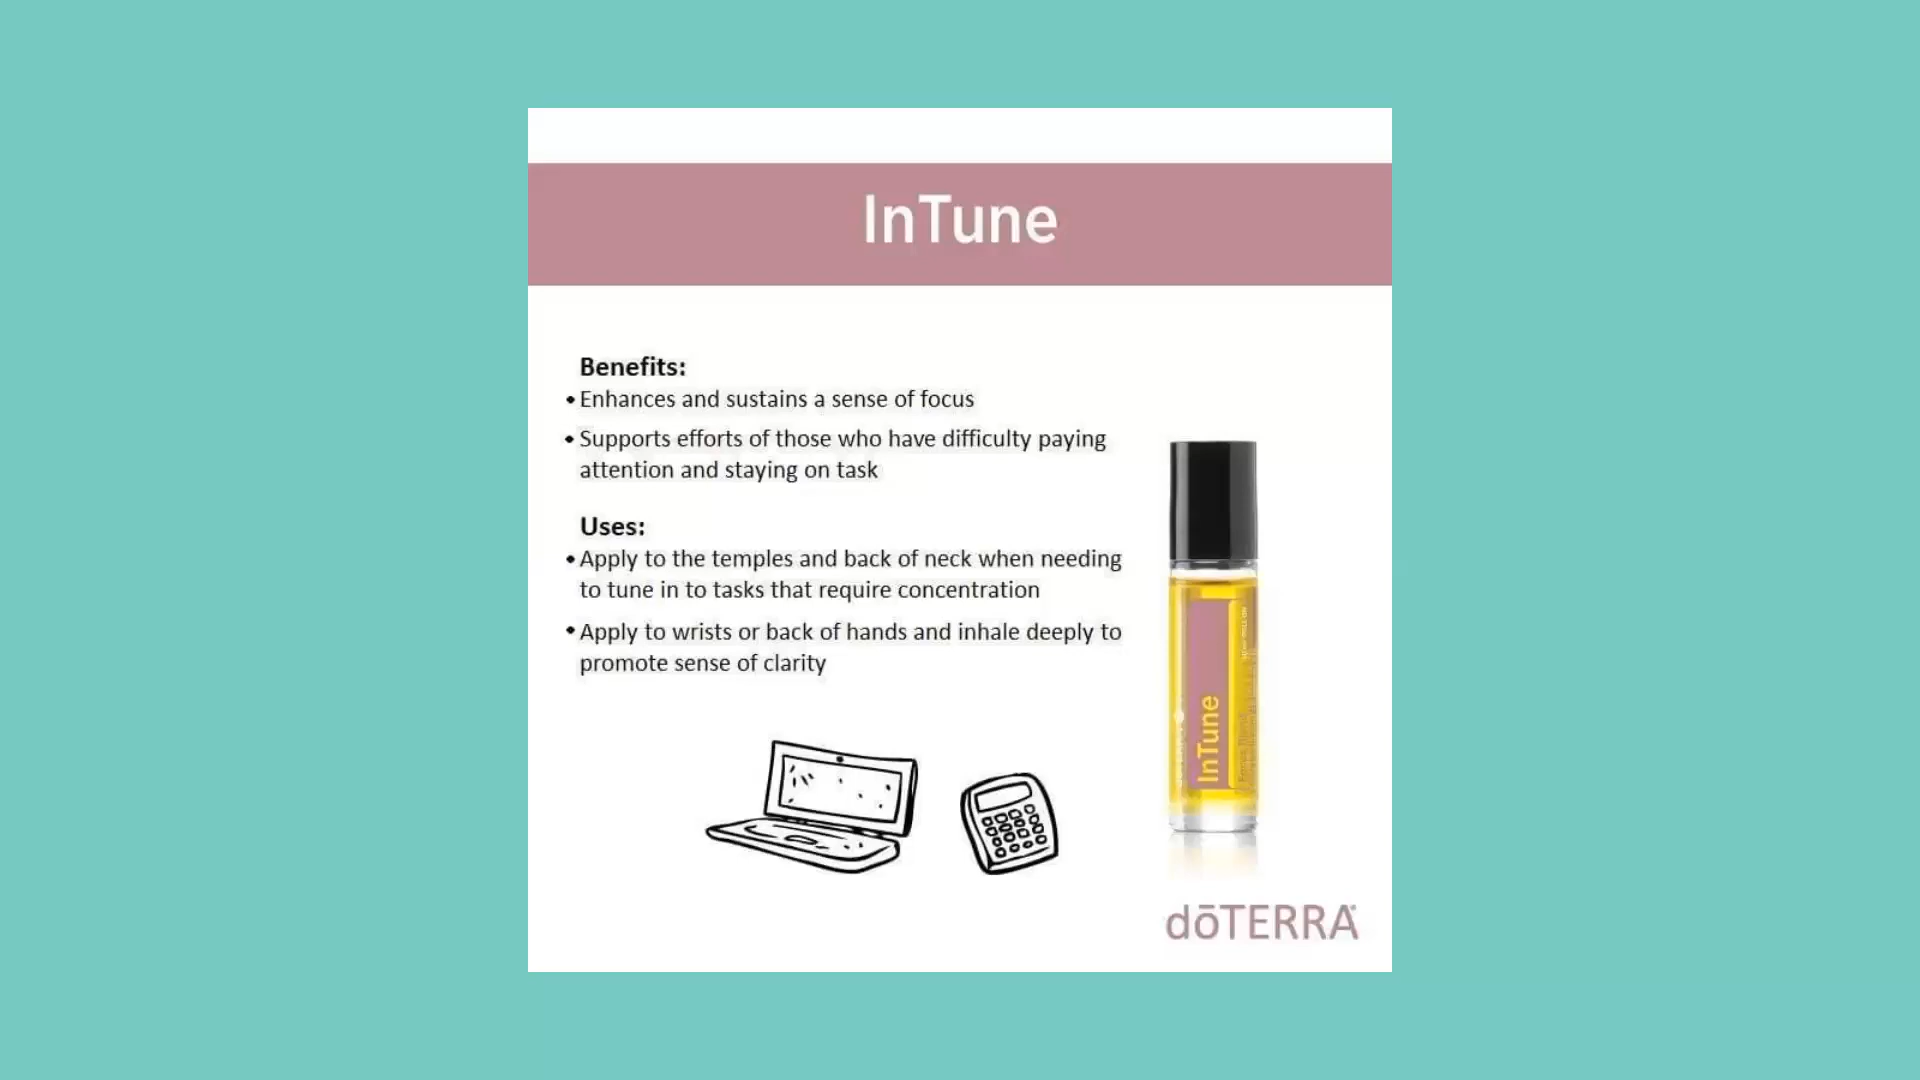 InTune
Benefits:
• Enhances and sustains a sense of focus
• Supports efforts of those who have difficulty paying
attention and staying on task
Uses:
• Apply to the temples and back of neck when needing
to tune in to tasks that require concentration
• Apply to wrists or back of hands and inhale deeply to
promote sense of clarity
InTune
dōTERRA